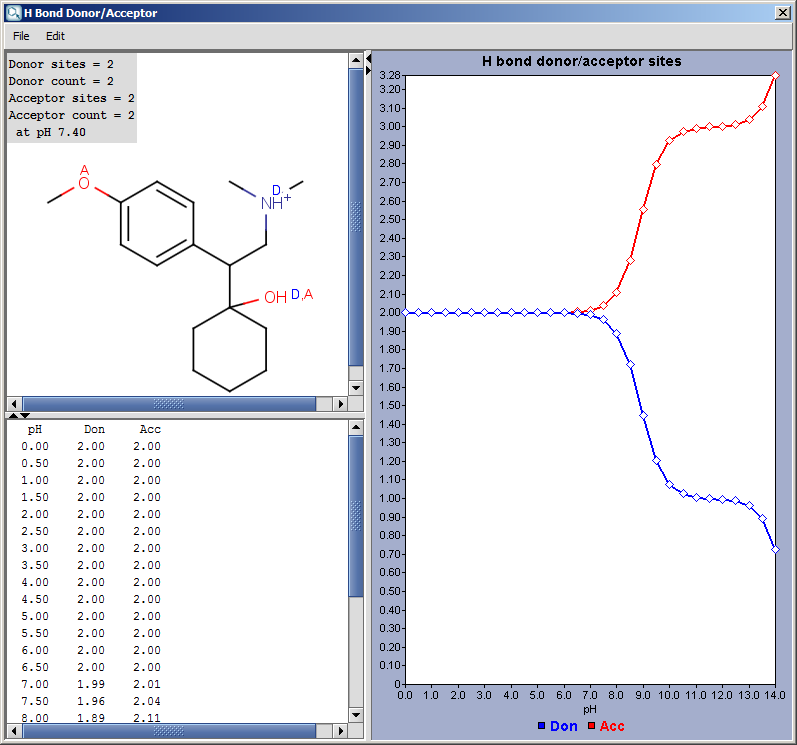 H Bond Donor/Acceptor
File Edit
Donor sites = 2
Donor count = 2
Acceptor sites = 2
Acceptor count = 2
at pH 7.40
A
O
D.
NH+
OH D,A
pH Don Acc
0.00 2.00 2.00
0.50 2.00 2.00
1.00 2.00 2.00
1.50 2.00 2.00
2.00 2.00 2.00
2.50 2.00 2.00
3.00 2.00 2.00
3.50 2.00 2.00
4.00 2.00 2.00
4.50 2.00 2.00
5.00 2.00 2.00
5.50 2.00 2.00
6.00 2.00 2.00
6.50 2.00 2.00
7.00 1.99 2.01
7.50 1.96 2.04
8.00 1.89 2.11
H bond donor/acceptor sites
3.28
3.20
3.10
3.00
2.90
2.80
2.70
2.60
2.50
2.40
2.30
2.20
2.10
2.00
1.90
1.80
1.70
1.60
1.50
1.40
1.30
1.20
1.10
1.00
0.90
0.80
0.70
0.60
0.50
0.40
0.30
0.20
0.10
0
0.0 1.0 2.0 3.0 4.0 5.0 6.0 7.0 8.0 9.0 10.0 11.0 12.0 13.0 14.0
pH
Don Acc